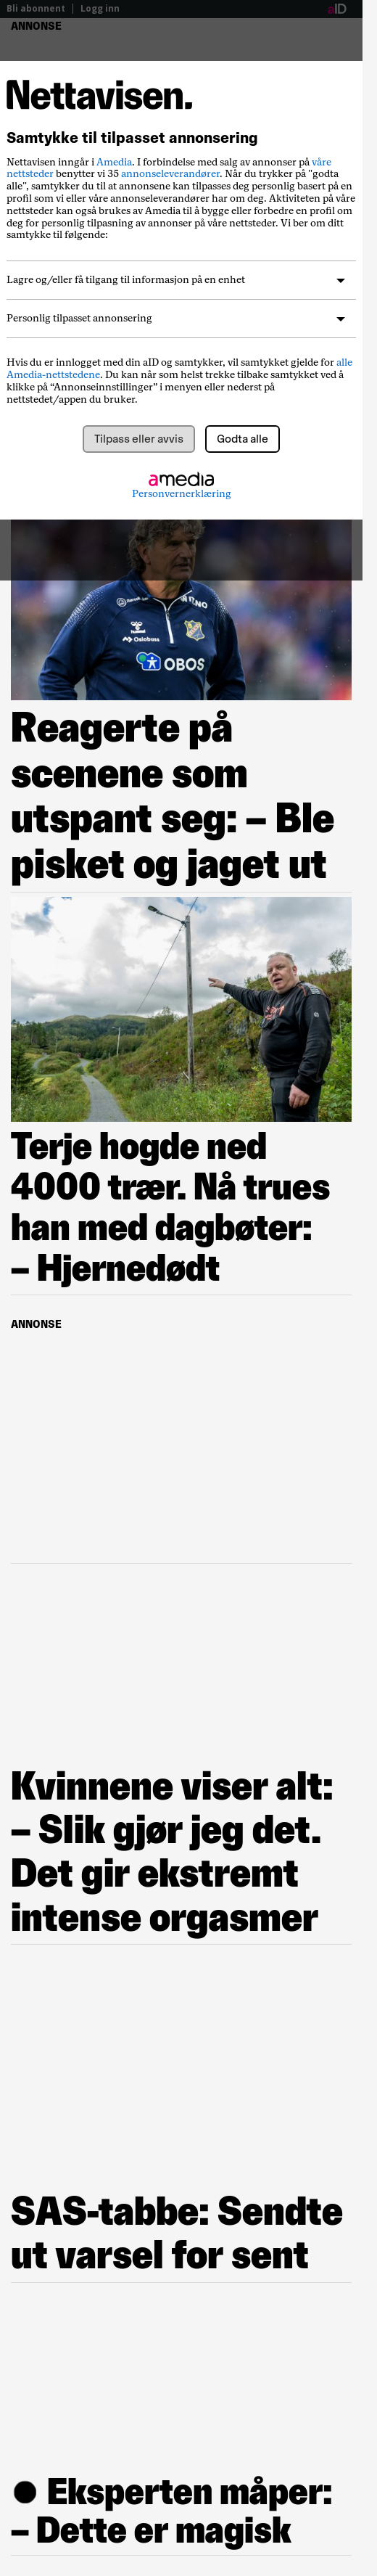 Bli abonnent | Logg inn aID
ANNONSE
Nettavisen.
Samtykke til tilpasset annonsering
Nettavisen inngår i Amedia. I forbindelse med salg av annonser på våre
nettsteder benytter vi 35 annonseleverandører. Når du trykker på "godta
alle", samtykker du til at annonsene kan tilpasses deg personlig basert på en
profil som vi eller våre annonseleverandører har om deg. Aktiviteten på våre
nettsteder kan også brukes av Amedia til å bygge eller forbedre en profil om
deg for personlig tilpasning av annonser på våre nettsteder. Vi ber om ditt
samtykke til følgende:
Lagre og/eller få tilgang til informasjon på en enhet
Personlig tilpasset annonsering
Hvis du er innlogget med din aID og samtykker, vil samtykket gjelde for alle
Amedia-nettstedene. Du kan når som helst trekke tilbake samtykket ved å
klikke på “Annonseinnstillinger” i menyen eller nederst på
nettstedet/appen du bruker.
Tilpass eller avvis Godta alle
amedia
Personvernerklæring
Oslobuss
OBOS
Reagerte på
scenene som
utspant seg: – Ble
pisket og jaget ut
Terje hogde ned
4000 trær. Nå trues
han med dagbøter:
– Hjernedødt
ANNONSE
Kvinnene viser alt:
– Slik gjør jeg det.
Det gir ekstremt
intense orgasmer
SAS-tabbe: Sendte
ut varsel for sent
● Eksperten måper:
– Dette er magisk